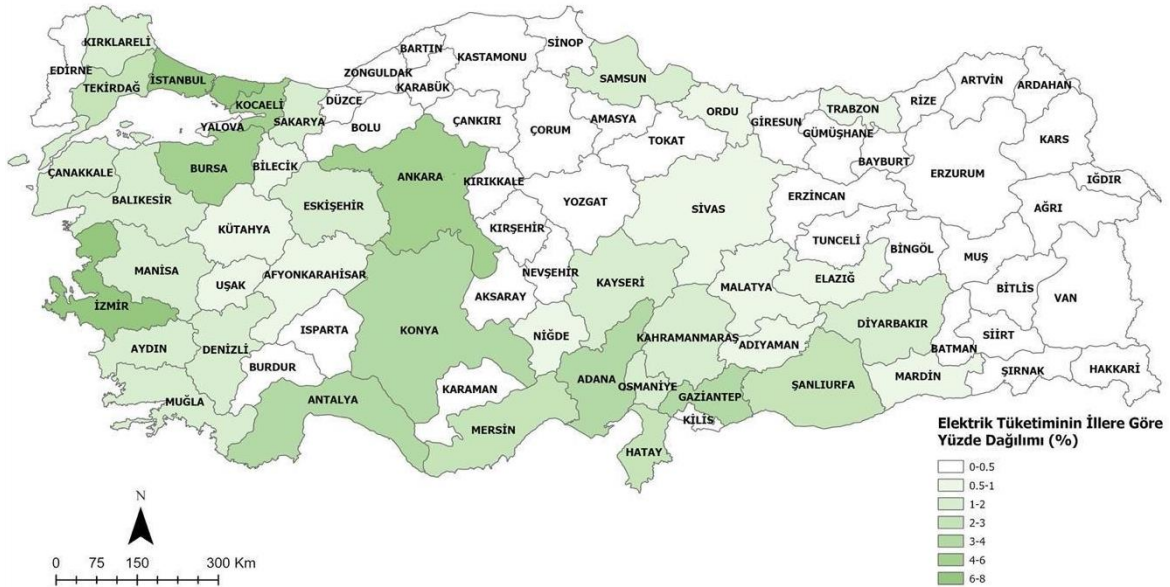 KIRKLARELİ
EDİRNE
TEKİRDAĞ
İSTANBUL
KOCAELİ
YALOVA
SAKARYA
DÜZCE
ZONGULDAK
BARTIN
KARABÜK
KASTAMONU
SİNOP
BOLU
ÇANKIRI
ÇORUM
SAMSUN
AMASYA
TOKAT
ORDU
GİRESUN
TRABZON
GÜMÜŞHANE
RİZE
BAYBURT
ARTVİN
ARDAHAN
KARS
IĞDIR
AĞRI
ERZURUM
ERZİNCAN
ÇANAKKALE
BALIKESİR
BURSA
BİLECİK
ESKİŞEHİR
ANKARA
KIRIKKALE
KIRŞEHİR
YOZGAT
SİVAS
KÜTAHYA
MANİSA
UŞAK
AFYONKARAHİSAR
İZMİR
AYDIN
DENİZLİ
ISPARTA
BURDUR
MUĞLA
ANTALYA
KONYA
AKSARAY
NEVŞEHİR
KAYSERİ
NİĞDE
KARAMAN
MERSİN
ADANA
OSMANİYE
HATAY
KAHRAMANMARAŞ
GAZİANTEP
KİLİS
MALATYA
ADIYAMAN
ŞANLIURFA
ELAZIĞ
TUNCELİ
BİNGÖL
MUŞ
BİTLİS
VAN
DİYARBAKIR
BATMAN
SİİRT
MARDİN
ŞIRNAK
HAKKARİ
Elektrik Tüketiminin İllere Göre
Yüzde Dağılımı (%)
0-0.5
0.5-1
1-2
2-3
3-4
4-6
6-8
N
0 75 150 300 Km